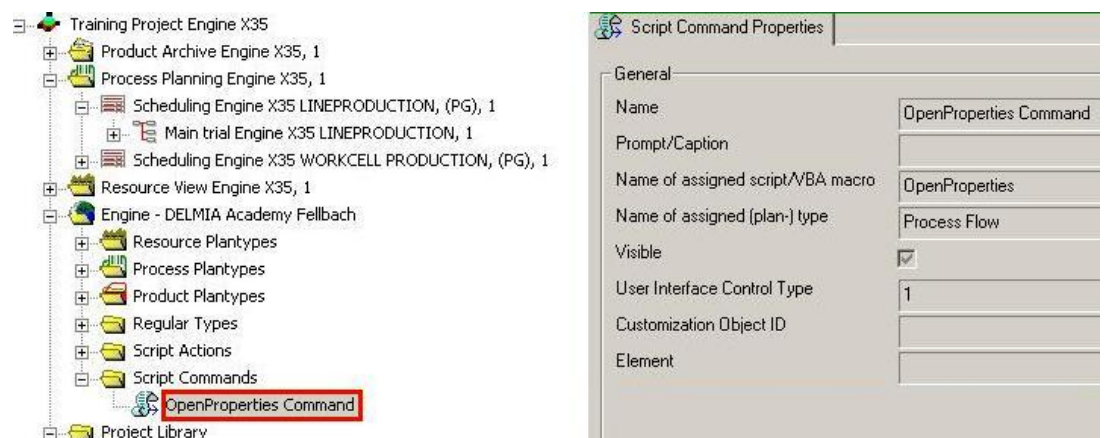 Training Project Engine X35
Product Archive Engine X35, 1
Process Planning Engine X35, 1
Scheduling Engine X35 LINEPRODUCTION, (PG), 1
Main trial Engine X35 LINEPRODUCTION, 1
Scheduling Engine X35 WORKCELL PRODUCTION, (PG), 1
Resource View Engine X35, 1
Engine - DELMIA Academy Fellbach
Resource Plantypes
Process Plantypes
Product Plantypes
Regular Types
Script Actions
Script Commands
OpenProperties Command
Project Library
Script Command Properties
General
Name OpenProperties Command
Prompt/Caption
Name of assigned script/VBA macro OpenProperties
Name of assigned (plan-) type Process Flow
Visible
User Interface Control Type 1
Customization Object ID
Element